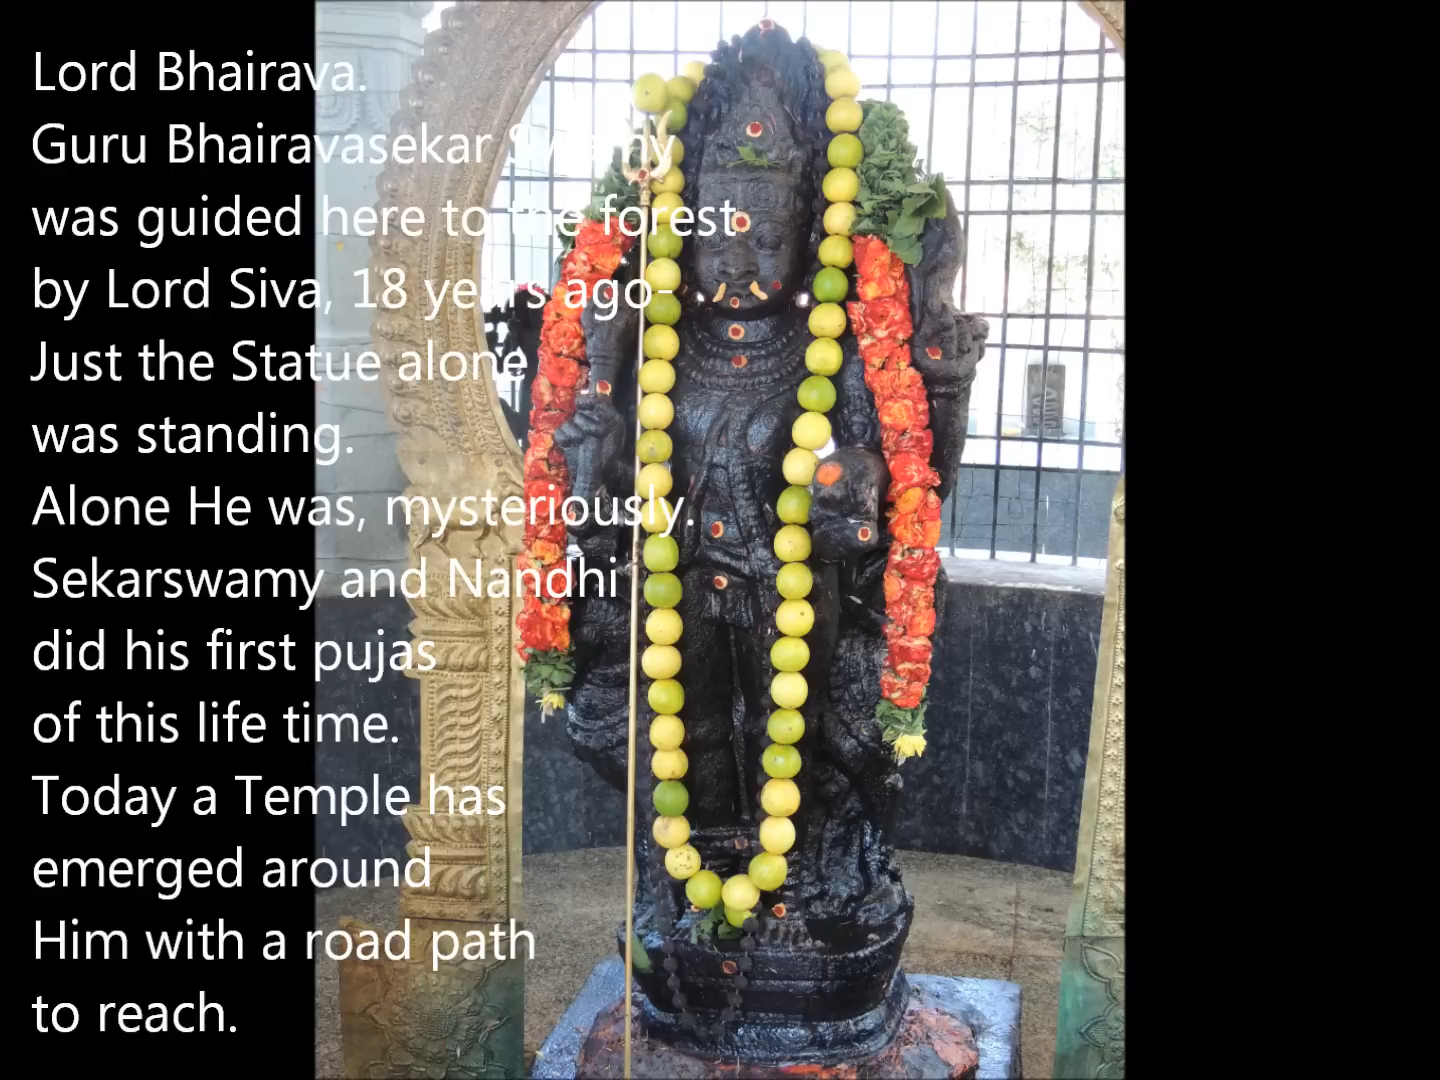 Lord Bhairava.
Guru Bhairavasekar Swamy
was guided here to the forest
by Lord Siva, 18 years ago-
Just the Statue alone
was standing.
Alone He was, mysteriously.
Sekarswamy and Nandhi
did his first pujas
of this life time.
Today a Temple has
emerged around
Him with a road path
to reach.